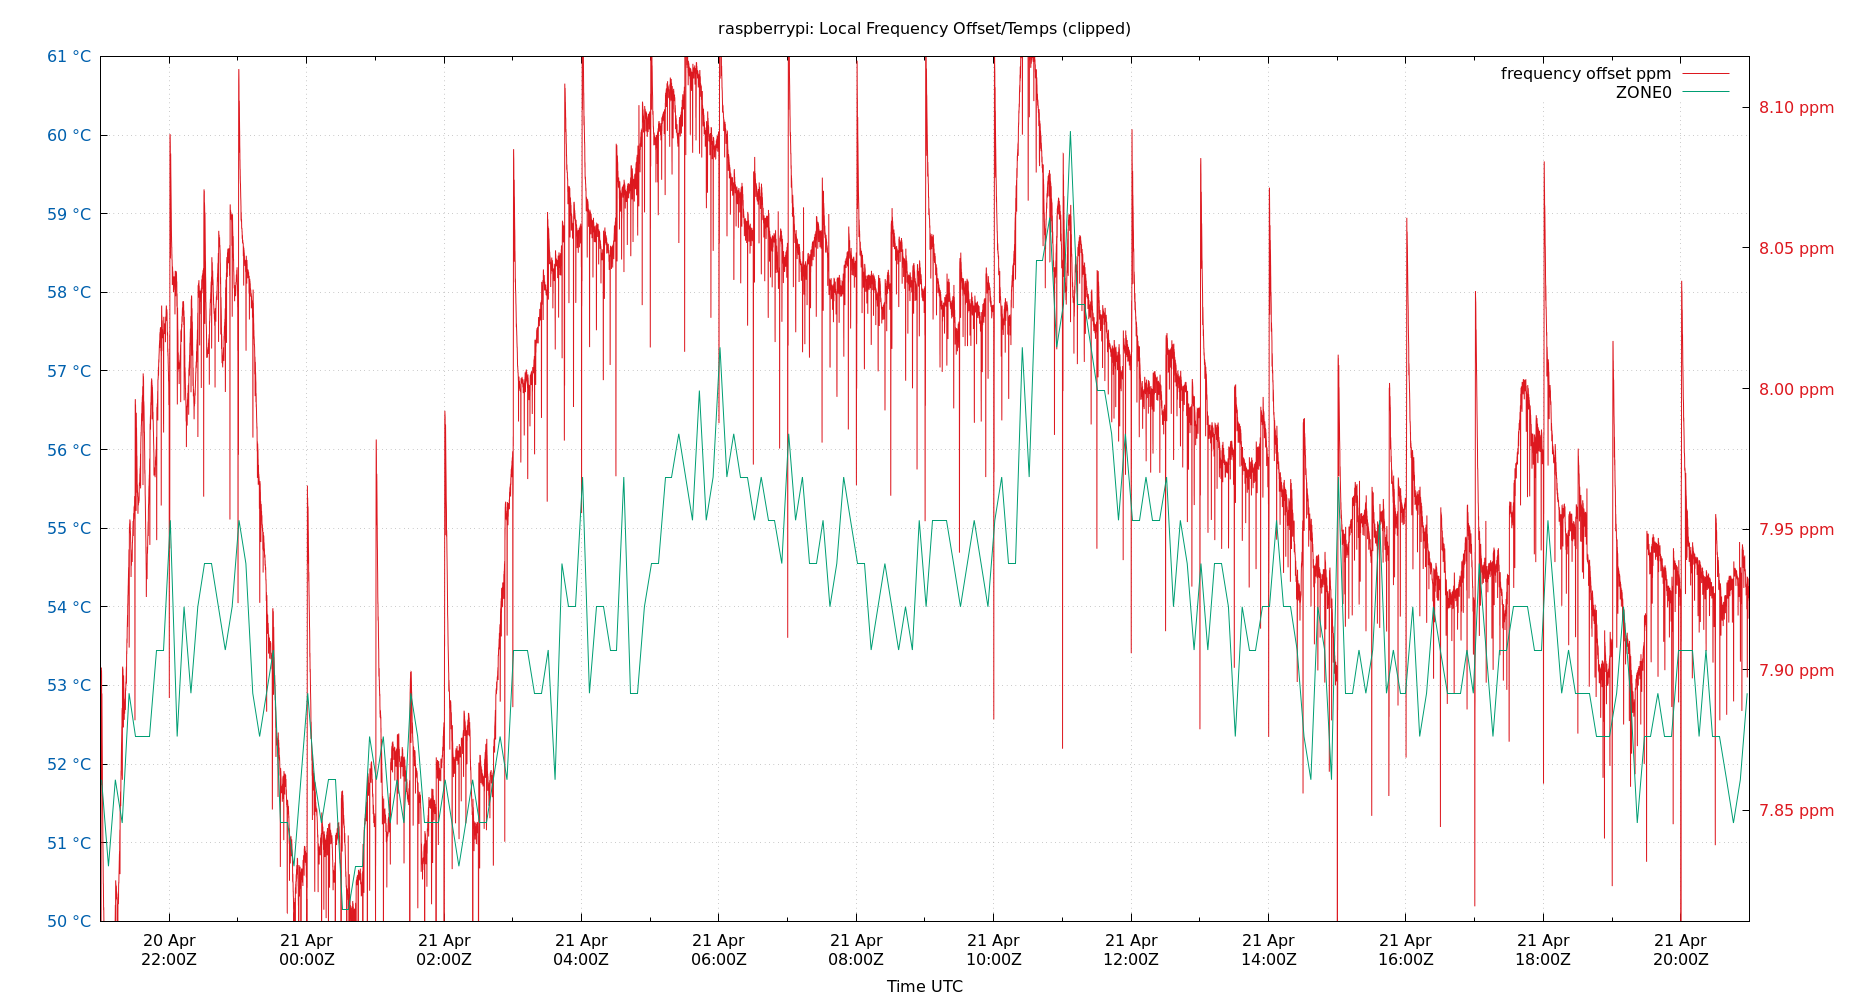 raspberrypi: Local Frequency Offset/Temps (clipped)
frequency offset ppm
ZONE0
61 °C
60 °C
59 °C
58 °C
57 °C
56 °C
55 °C
54 °C
53 °C
52 °C
51 °C
50 °C
8.10 ppm
8.05 ppm
8.00 ppm
7.95 ppm
7.90 ppm
7.85 ppm
20 Apr
22:00Z
21 Apr
00:00Z
21 Apr
02:00Z
21 Apr
04:00Z
21 Apr
06:00Z
21 Apr
08:00Z
21 Apr
10:00Z
21 Apr
12:00Z
21 Apr
14:00Z
21 Apr
16:00Z
21 Apr
18:00Z
21 Apr
20:00Z
Time UTC